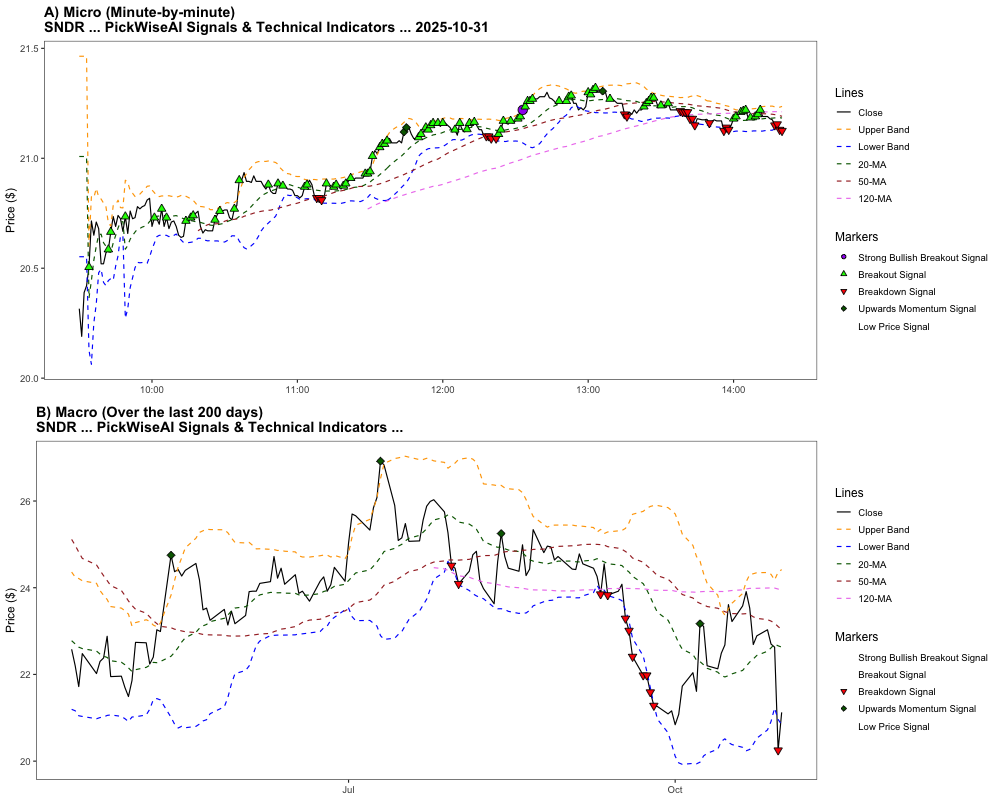 A) Micro (Minute-by-minute)
SNDR ... PickWiseAI Signals & Technical Indicators ... 2025-10-31
Price ($)
21.5
21.0
20.5
20.0
10:00
11:00
12:00
13:00
14:00
Lines
Close
Upper Band
Lower Band
20-MA
50-MA
120-MA
Markers
Strong Bullish Breakout Signal
Breakout Signal
Breakdown Signal
Upwards Momentum Signal
Low Price Signal
B) Macro (Over the last 200 days)
SNDR ... PickWiseAI Signals & Technical Indicators ...
Price ($)
26
24
22
20
Jul
Oct
Lines
Close
Upper Band
Lower Band
20-MA
50-MA
120-MA
Markers
Strong Bullish Breakout Signal
Breakout Signal
Breakdown Signal
Upwards Momentum Signal
Low Price Signal